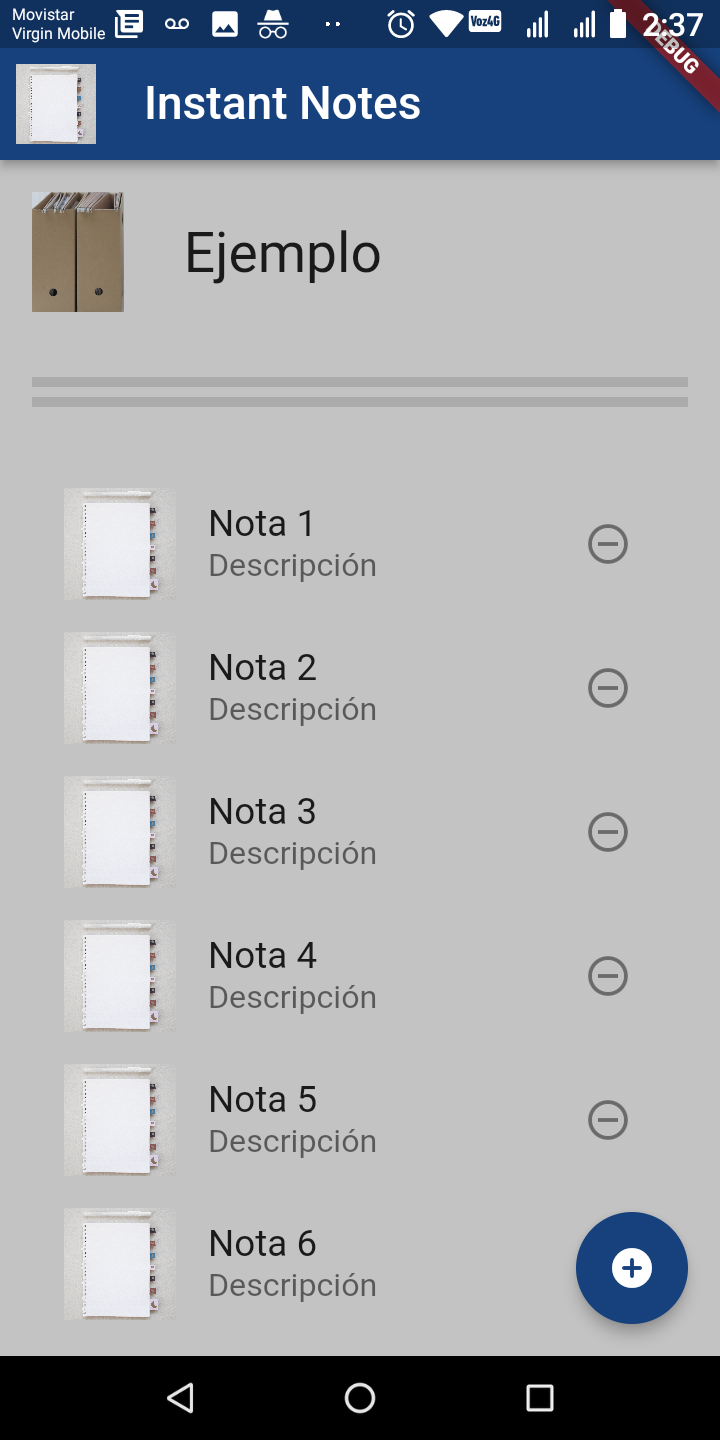 Movistar
Virgin Mobile
Voz4G
2:37
DEBUG
Instant Notes
Ejemplo
Nota 1
Descripción
Nota 2
Descripción
Nota 3
Descripción
Nota 4
Descripción
Nota 5
Descripción
Nota 6
Descripción